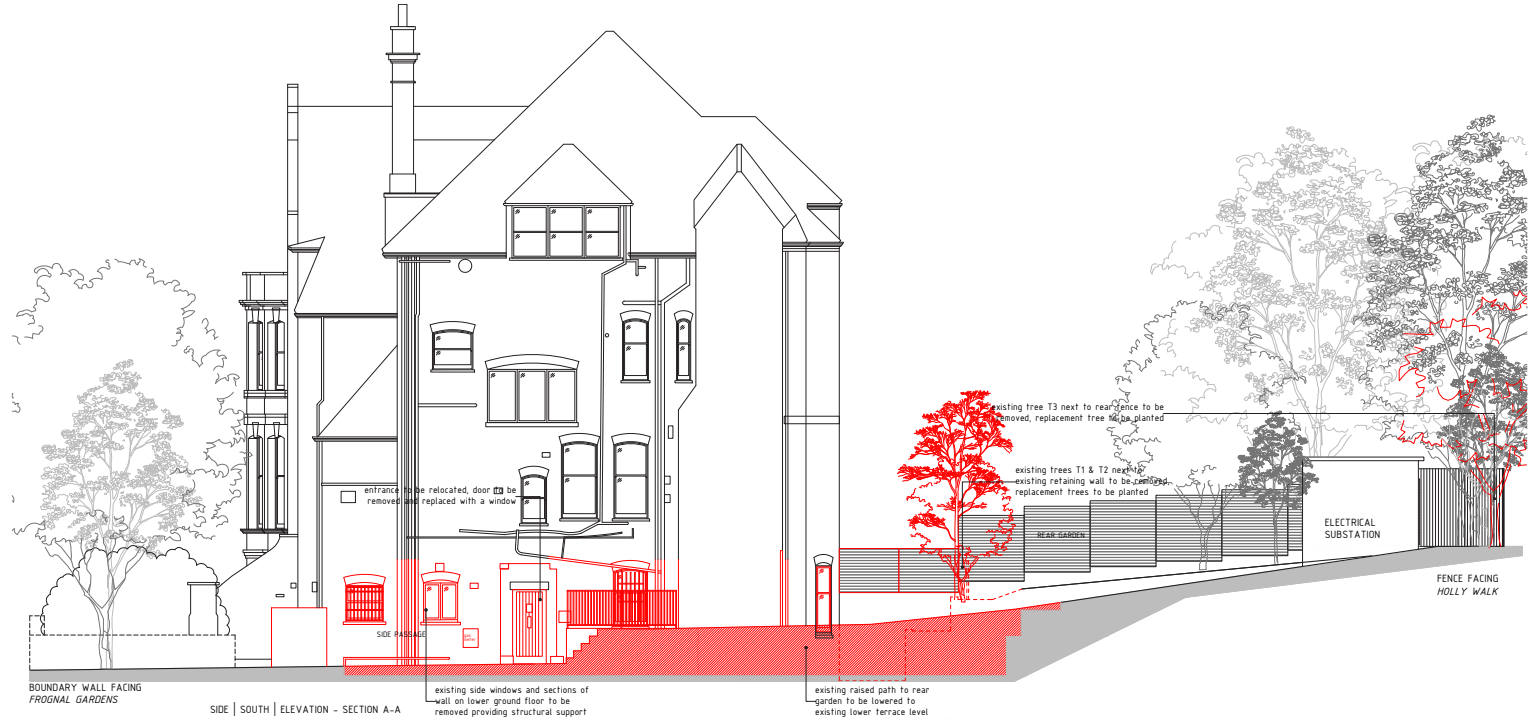 existing tree T3 next to rear fence to be
removed, replacement tree to be planted
existing trees T1 & T2 next to
existing retaining wall to be removed,
replacement trees to be planted
entrance to be relocated, door to be
removed and replaced with a window
REAR GARDEN
ELECTRICAL
SUBSTATION
FENCE FACING
HOLLY WALK
SIDE PASSAGE
gas
meter
BOUNDARY WALL FACING
FROGNAL GARDENS
SIDE | SOUTH | ELEVATION - SECTION A-A
existing side windows and sections of
wall on lower ground floor to be
removed providing structural support
existing raised path to rear
garden to be lowered to
existing lower terrace level